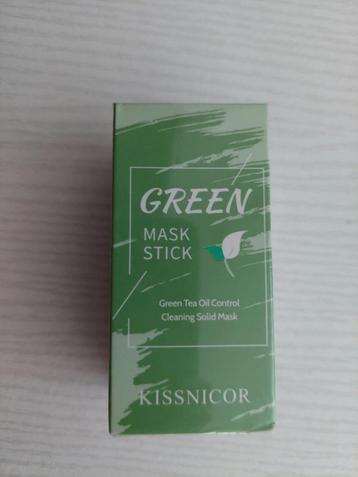 GREEN
MASK
STICK
Green Tea Oil Control
Cleaning Solid Mask
KISSNICOR